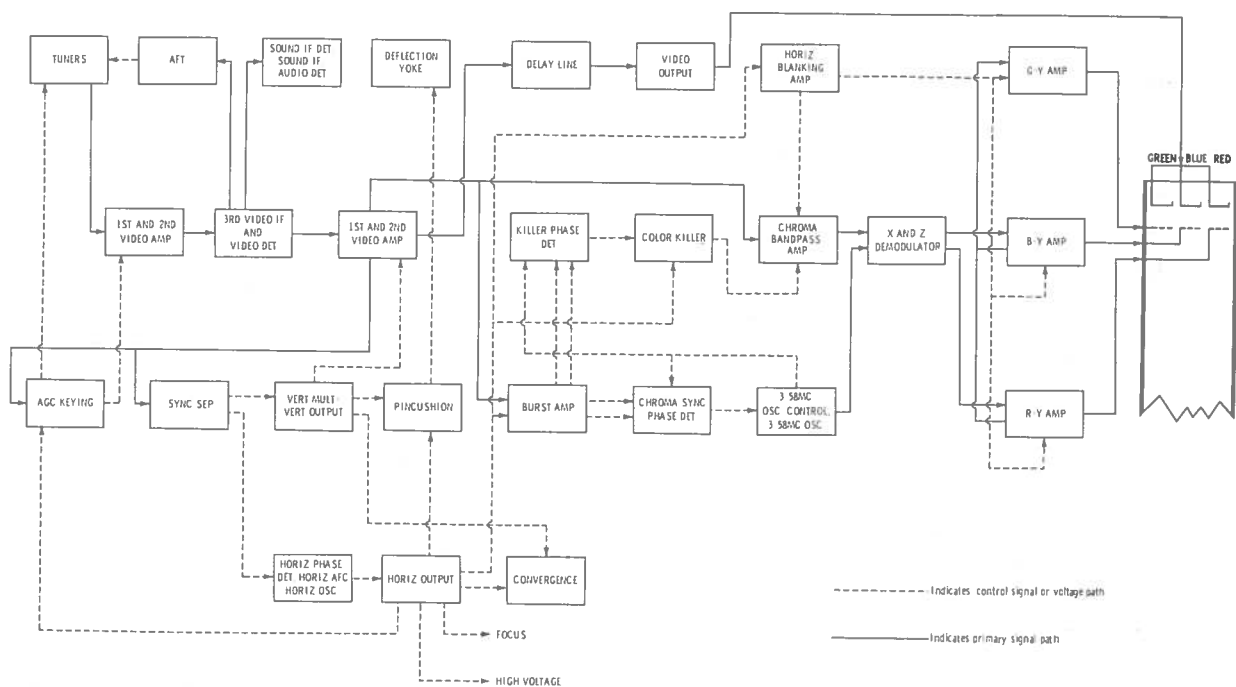 TUNERS
AFT
SOUND IF DET
SOUND IF
AUDIO DET
DEFLECTION
YOKE
DELAY LINE
VIDEO
OUTPUT
HORIZ
BLANKING
AMP
G-Y AMP
GREEN BLUE RED
1ST AND 2ND
VIDEO AMP
3RD VIDEO IF
AND
VIDEO DET
1ST AND 2ND
VIDEO AMP
KILLER PHASE
DET
COLOR KILLER
CHROMA
BANDPASS
AMP
X AND Z
DEMODULATOR
B-Y AMP
AGC KEYING
SYNC SEP
VERT MULT
VERT OUTPUT
PINCUSHION
BURST AMP
CHROMA SYNC
PHASE DET
3 58MC
OSC CONTROL,
3 58MC OSC
R-Y AMP
HORIZ PHASE
DET, HORIZ AFC
HORIZ OSC
HORIZ OUTPUT
CONVERGENCE
Indicates control signal or voltage path
FOCUS
Indicates primary signal path
HIGH VOLTAGE